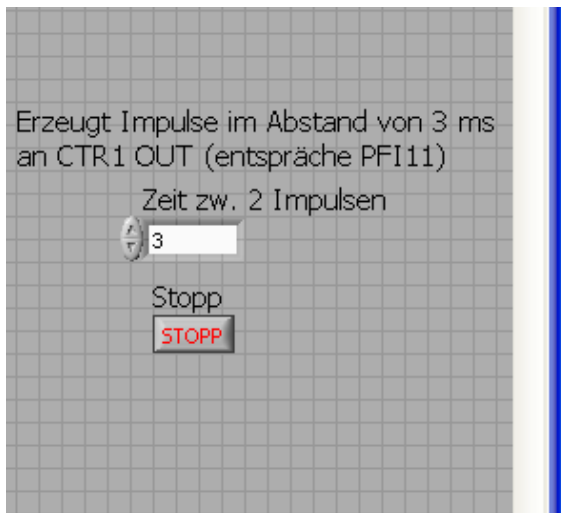 Erzeugt Impulse im Abstand von 3 ms
an CTR1 OUT (entspräche PFI11)
Zeit zw. 2 Impulsen
3
Stopp
STOPP